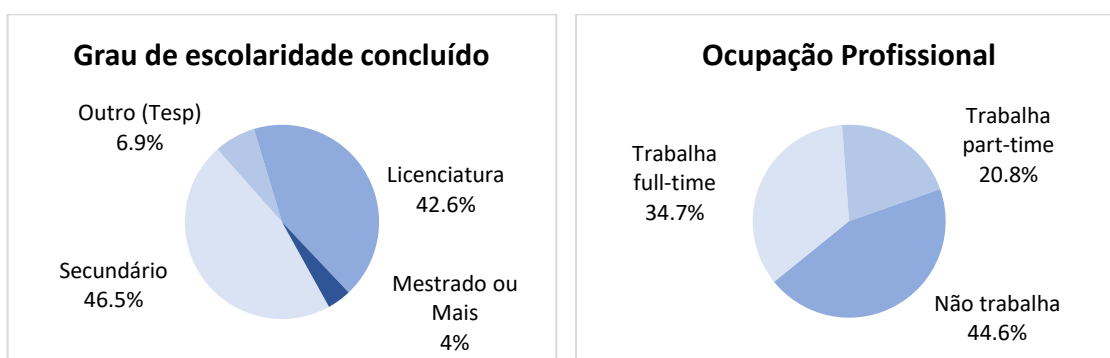 Grau de escolaridade concluído
Outro (Tesp)
6.9%
Licenciatura
42.6%
Secundário
46.5%
Mestrado ou
Mais
4%
Ocupação Profissional
Trabalha
part-time
20.8%
Trabalha
full-time
34.7%
Não trabalha
44.6%